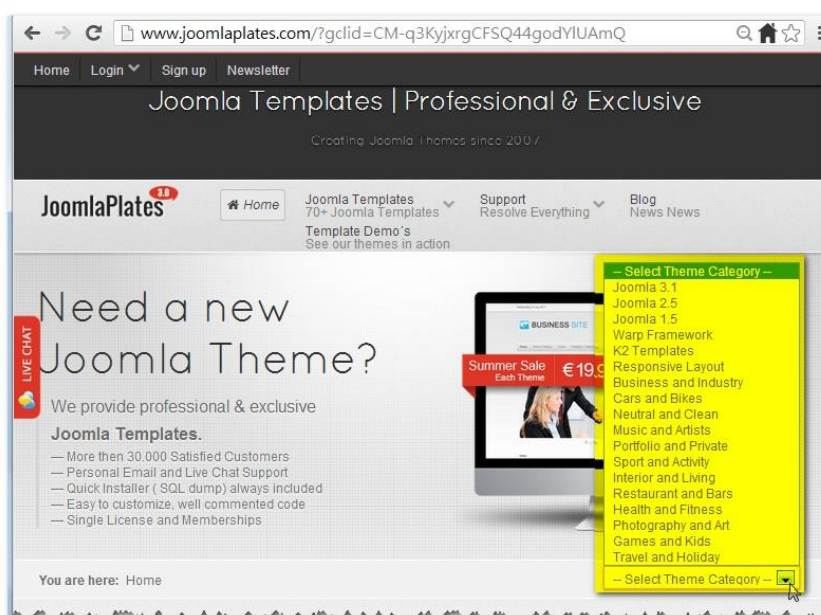 www.joomlaplates.com/?gclid=CM-q3KyjxrgCFSQ44godYlUAmQ
Home Login Sign up Newsletter
Joomla Templates | Professional & Exclusive
Creating Joomla Themes since 2007
JoomlaPlates 3.0
Home
Joomla Templates
70+ Joomla Templates
Template Demo´s
See our themes in action
Support
Resolve Everything
Blog
News News
Need a new
Joomla Theme?
We provide professional & exclusive
Joomla Templates.
— More then 30.000 Satisfied Customers
— Personal Email and Live Chat Support
— Quick Installer ( SQL dump) always included
— Easy to customize, well commented code
— Single License and Memberships
LIVE CHAT
BUSINESS SITE
Summer Sale
Each Theme
€19.9
-- Select Theme Category --
Joomla 3.1
Joomla 2.5
Joomla 1.5
Warp Framework
K2 Templates
Responsive Layout
Business and Industry
Cars and Bikes
Neutral and Clean
Music and Artists
Portfolio and Private
Sport and Activity
Interior and Living
Restaurant and Bars
Health and Fitness
Photography and Art
Games and Kids
Travel and Holiday
-- Select Theme Category --
You are here: Home